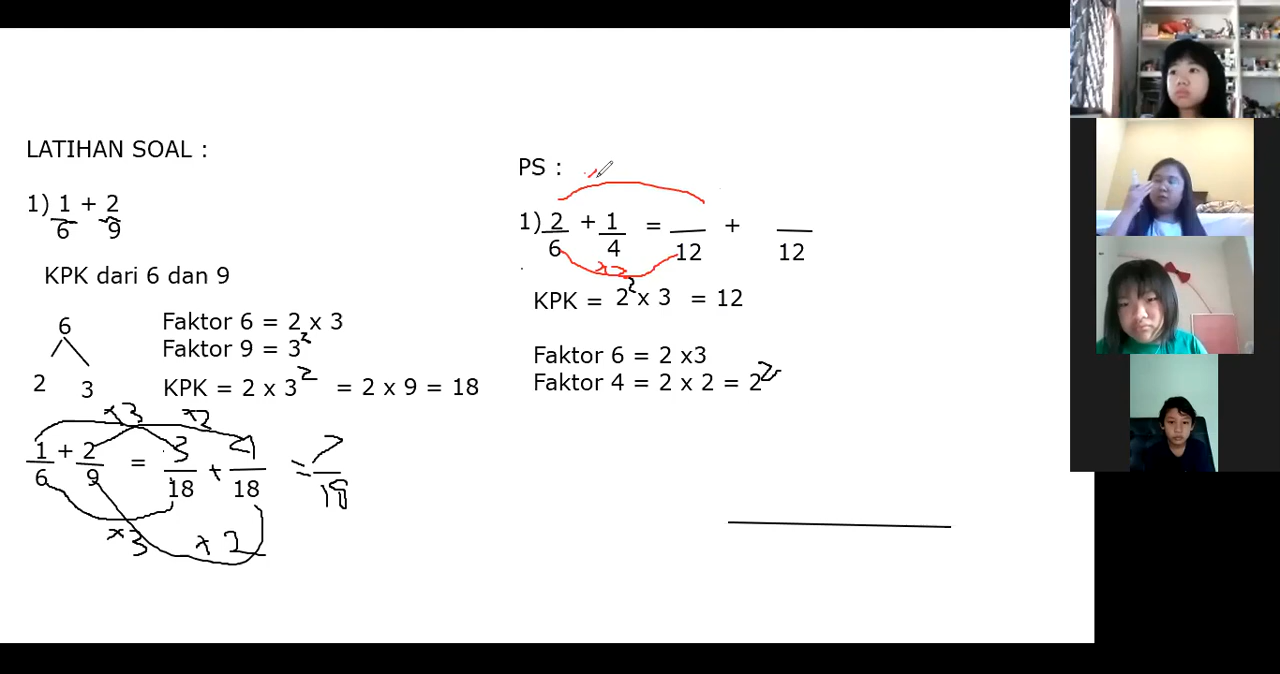 LATIHAN SOAL :
1) 1/6 + 2/9
KPK dari 6 dan 9
6
2 3
Faktor 6 = 2 x 3
Faktor 9 = 3²
KPK = 2 x 3² = 2 x 9 = 18
x3 x2
1/6 + 2/9 = 3/18 + 4/18 = 7/18
x3 x2
PS :
1) 2/6 + 1/4 = __/12 + __/12
KPK = 2² x 3 = 12
Faktor 6 = 2 x3
Faktor 4 = 2 x 2 = 2²